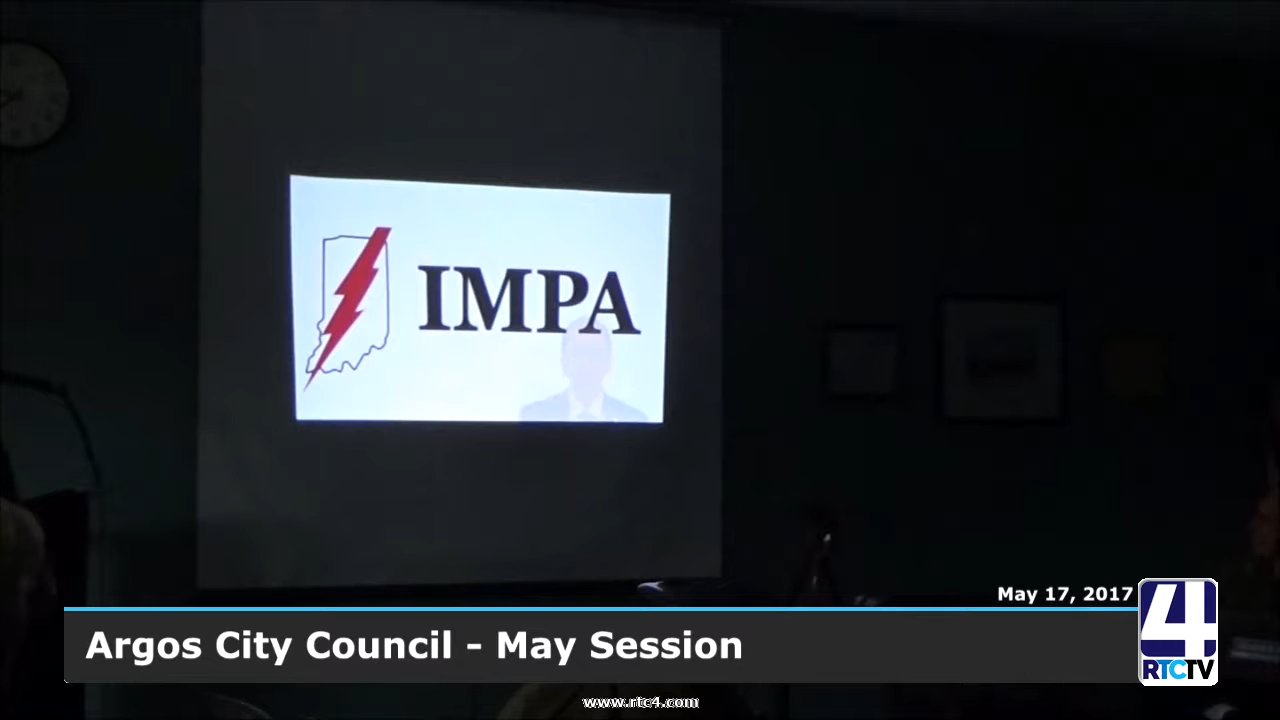 IMPA
May 17, 2017
Argos City Council - May Session
4
RTCTV
www.rtc4.com